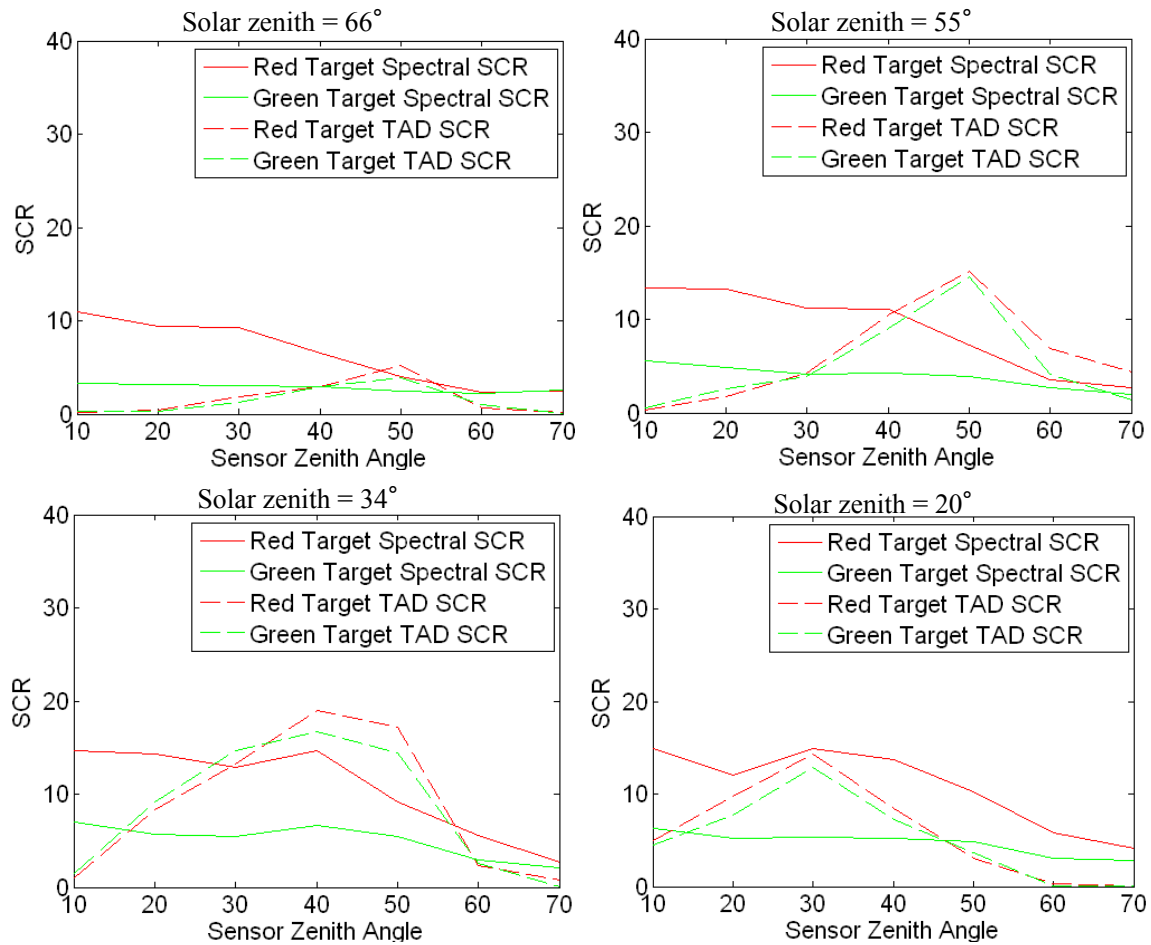 Solar zenith = 66°
40
30
20
10
0
SCR
Red Target Spectral SCR
Green Target Spectral SCR
Red Target TAD SCR
Green Target TAD SCR
10 20 30 40 50 60 70
Sensor Zenith Angle
Solar zenith = 55°
40
30
20
10
0
SCR
Red Target Spectral SCR
Green Target Spectral SCR
Red Target TAD SCR
Green Target TAD SCR
10 20 30 40 50 60 70
Sensor Zenith Angle
Solar zenith = 34°
40
30
20
10
0
SCR
Red Target Spectral SCR
Green Target Spectral SCR
Red Target TAD SCR
Green Target TAD SCR
10 20 30 40 50 60 70
Sensor Zenith Angle
Solar zenith = 20°
40
30
20
10
0
SCR
Red Target Spectral SCR
Green Target Spectral SCR
Red Target TAD SCR
Green Target TAD SCR
10 20 30 40 50 60 70
Sensor Zenith Angle